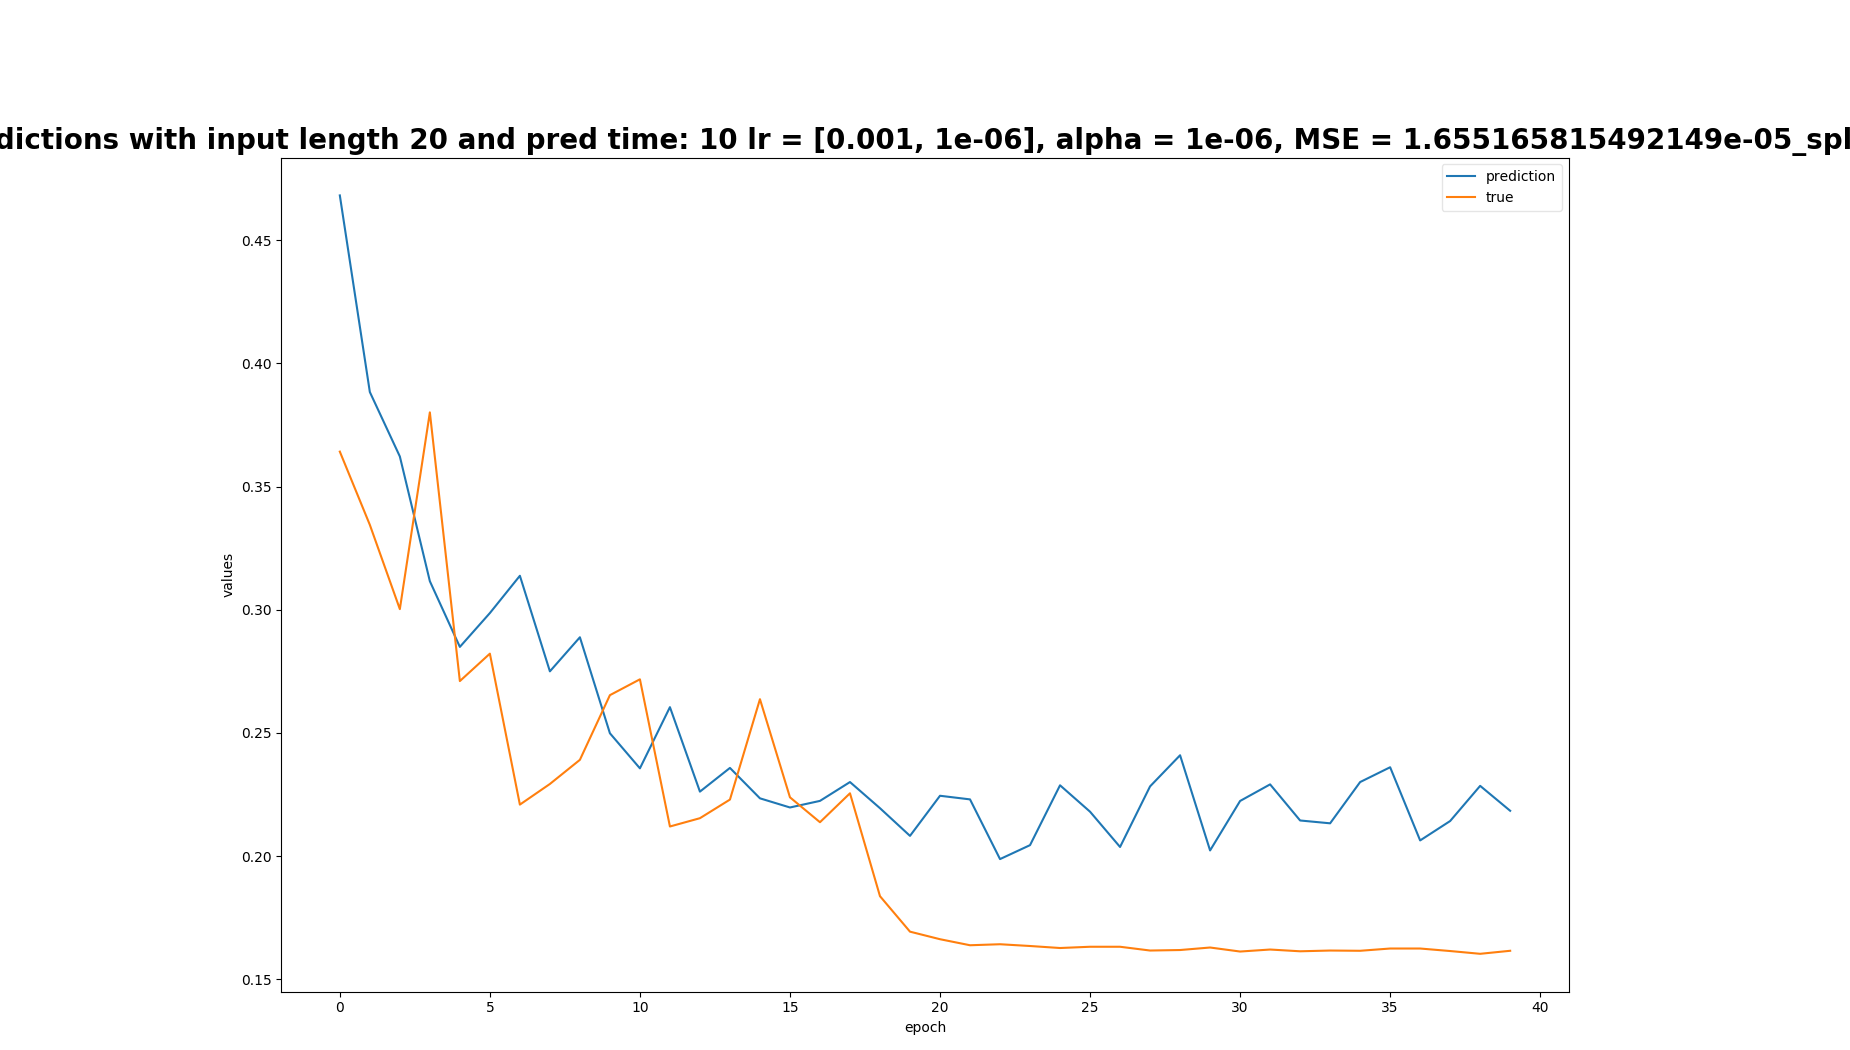 dictions with input length 20 and pred time: 10 lr = [0.001, 1e-06], alpha = 1e-06, MSE = 1.655165815492149e-05_spl
prediction
true
0.45
0.40
0.35
0.30
0.25
0.20
0.15
values
0 5 10 15 20 25 30 35 40
epoch